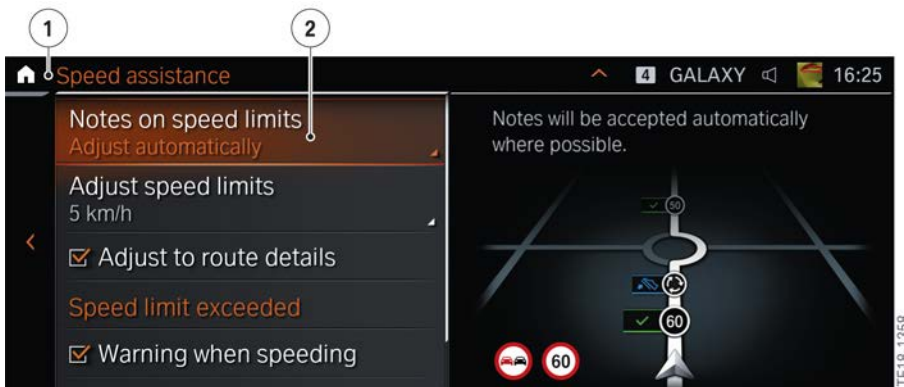 1
2
Speed assistance
4 GALAXY 16:25
Notes on speed limits
Adjust automatically
Adjust speed limits
5 km/h
Adjust to route details
Speed limit exceeded
Warning when speeding
Notes will be accepted automatically
where possible.
50
60
60
TE18-1358